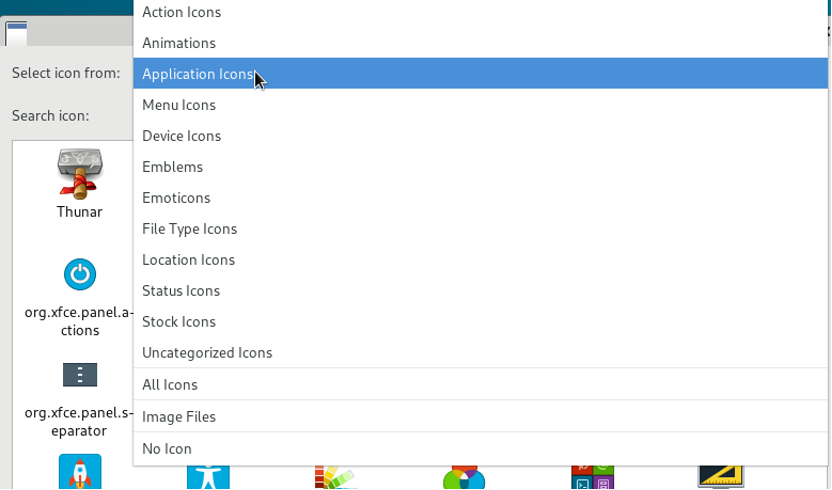 Action Icons
Animations
Select icon from:
Application Icons
Menu Icons
Search icon:
Device Icons
Emblems
Emoticons
Thunar
File Type Icons
Location Icons
Status Icons
org.xfce.panel.a-
ctions
Stock Icons
Uncategorized Icons
All Icons
org.xfce.panel.s-
eparator
Image Files
No Icon